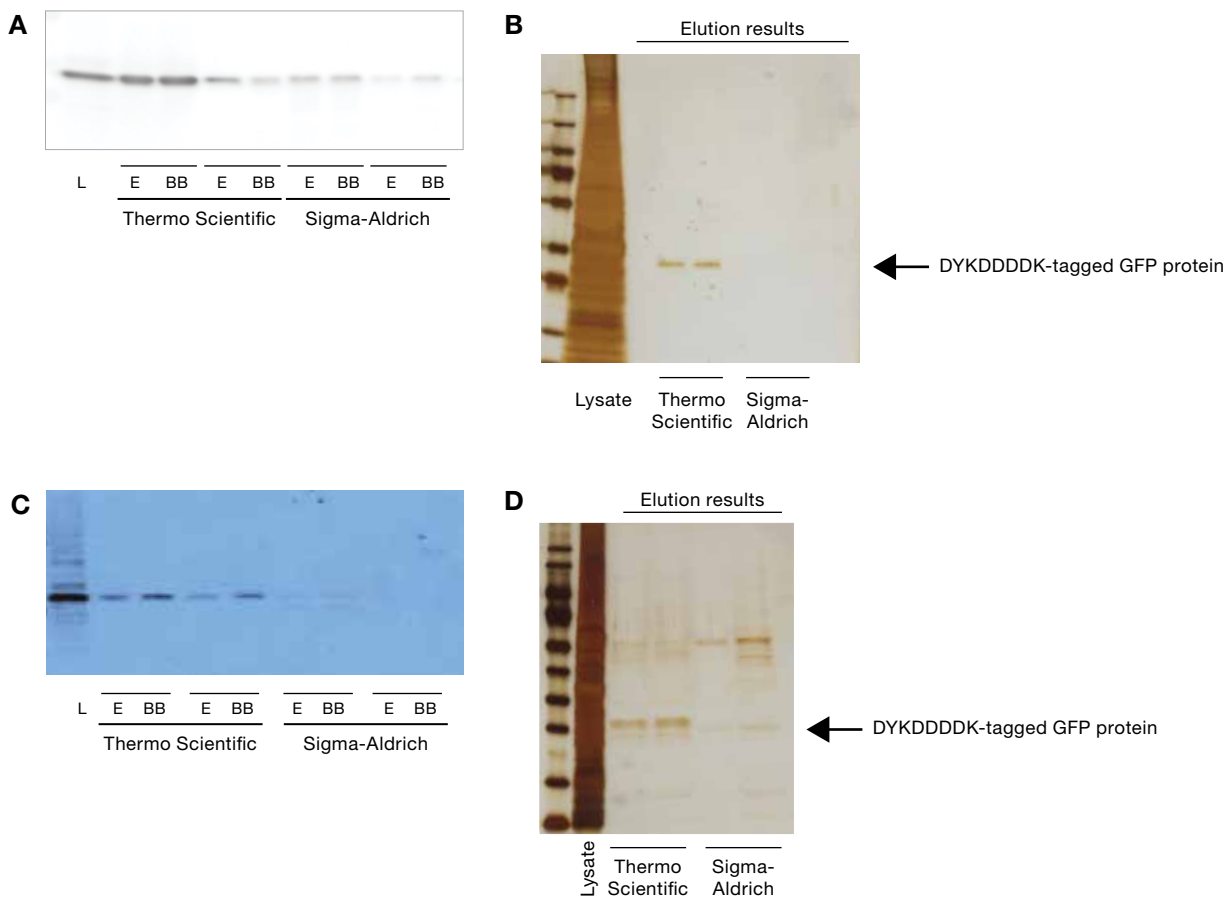 A
L E BB E BB E BB E BB
Thermo Scientific Sigma-Aldrich
B
Elution results
DYKDDDDK-tagged GFP protein
Lysate Thermo Sigma-
Scientific Aldrich
C
L E BB E BB E BB E BB
Thermo Scientific Sigma-Aldrich
D
Elution results
DYKDDDDK-tagged GFP protein
Lysate
Thermo Sigma-
Scientific Aldrich